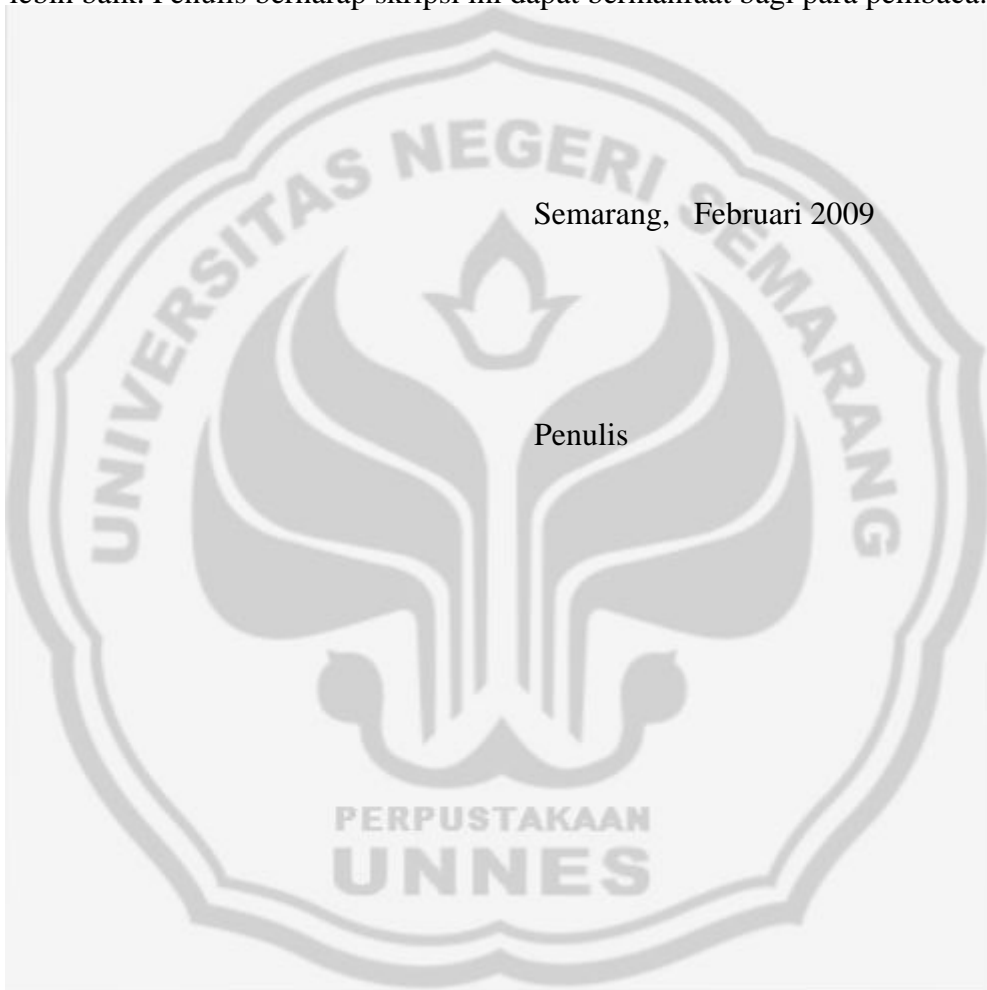 lebih baik. Penulis berharap skripsi ini dapat bermanfaat bagi para pembaca.
UNIVERSITAS NEGERI SEMARANG
Semarang, Februari 2009
Penulis
PERPUSTAKAAN
UNNES